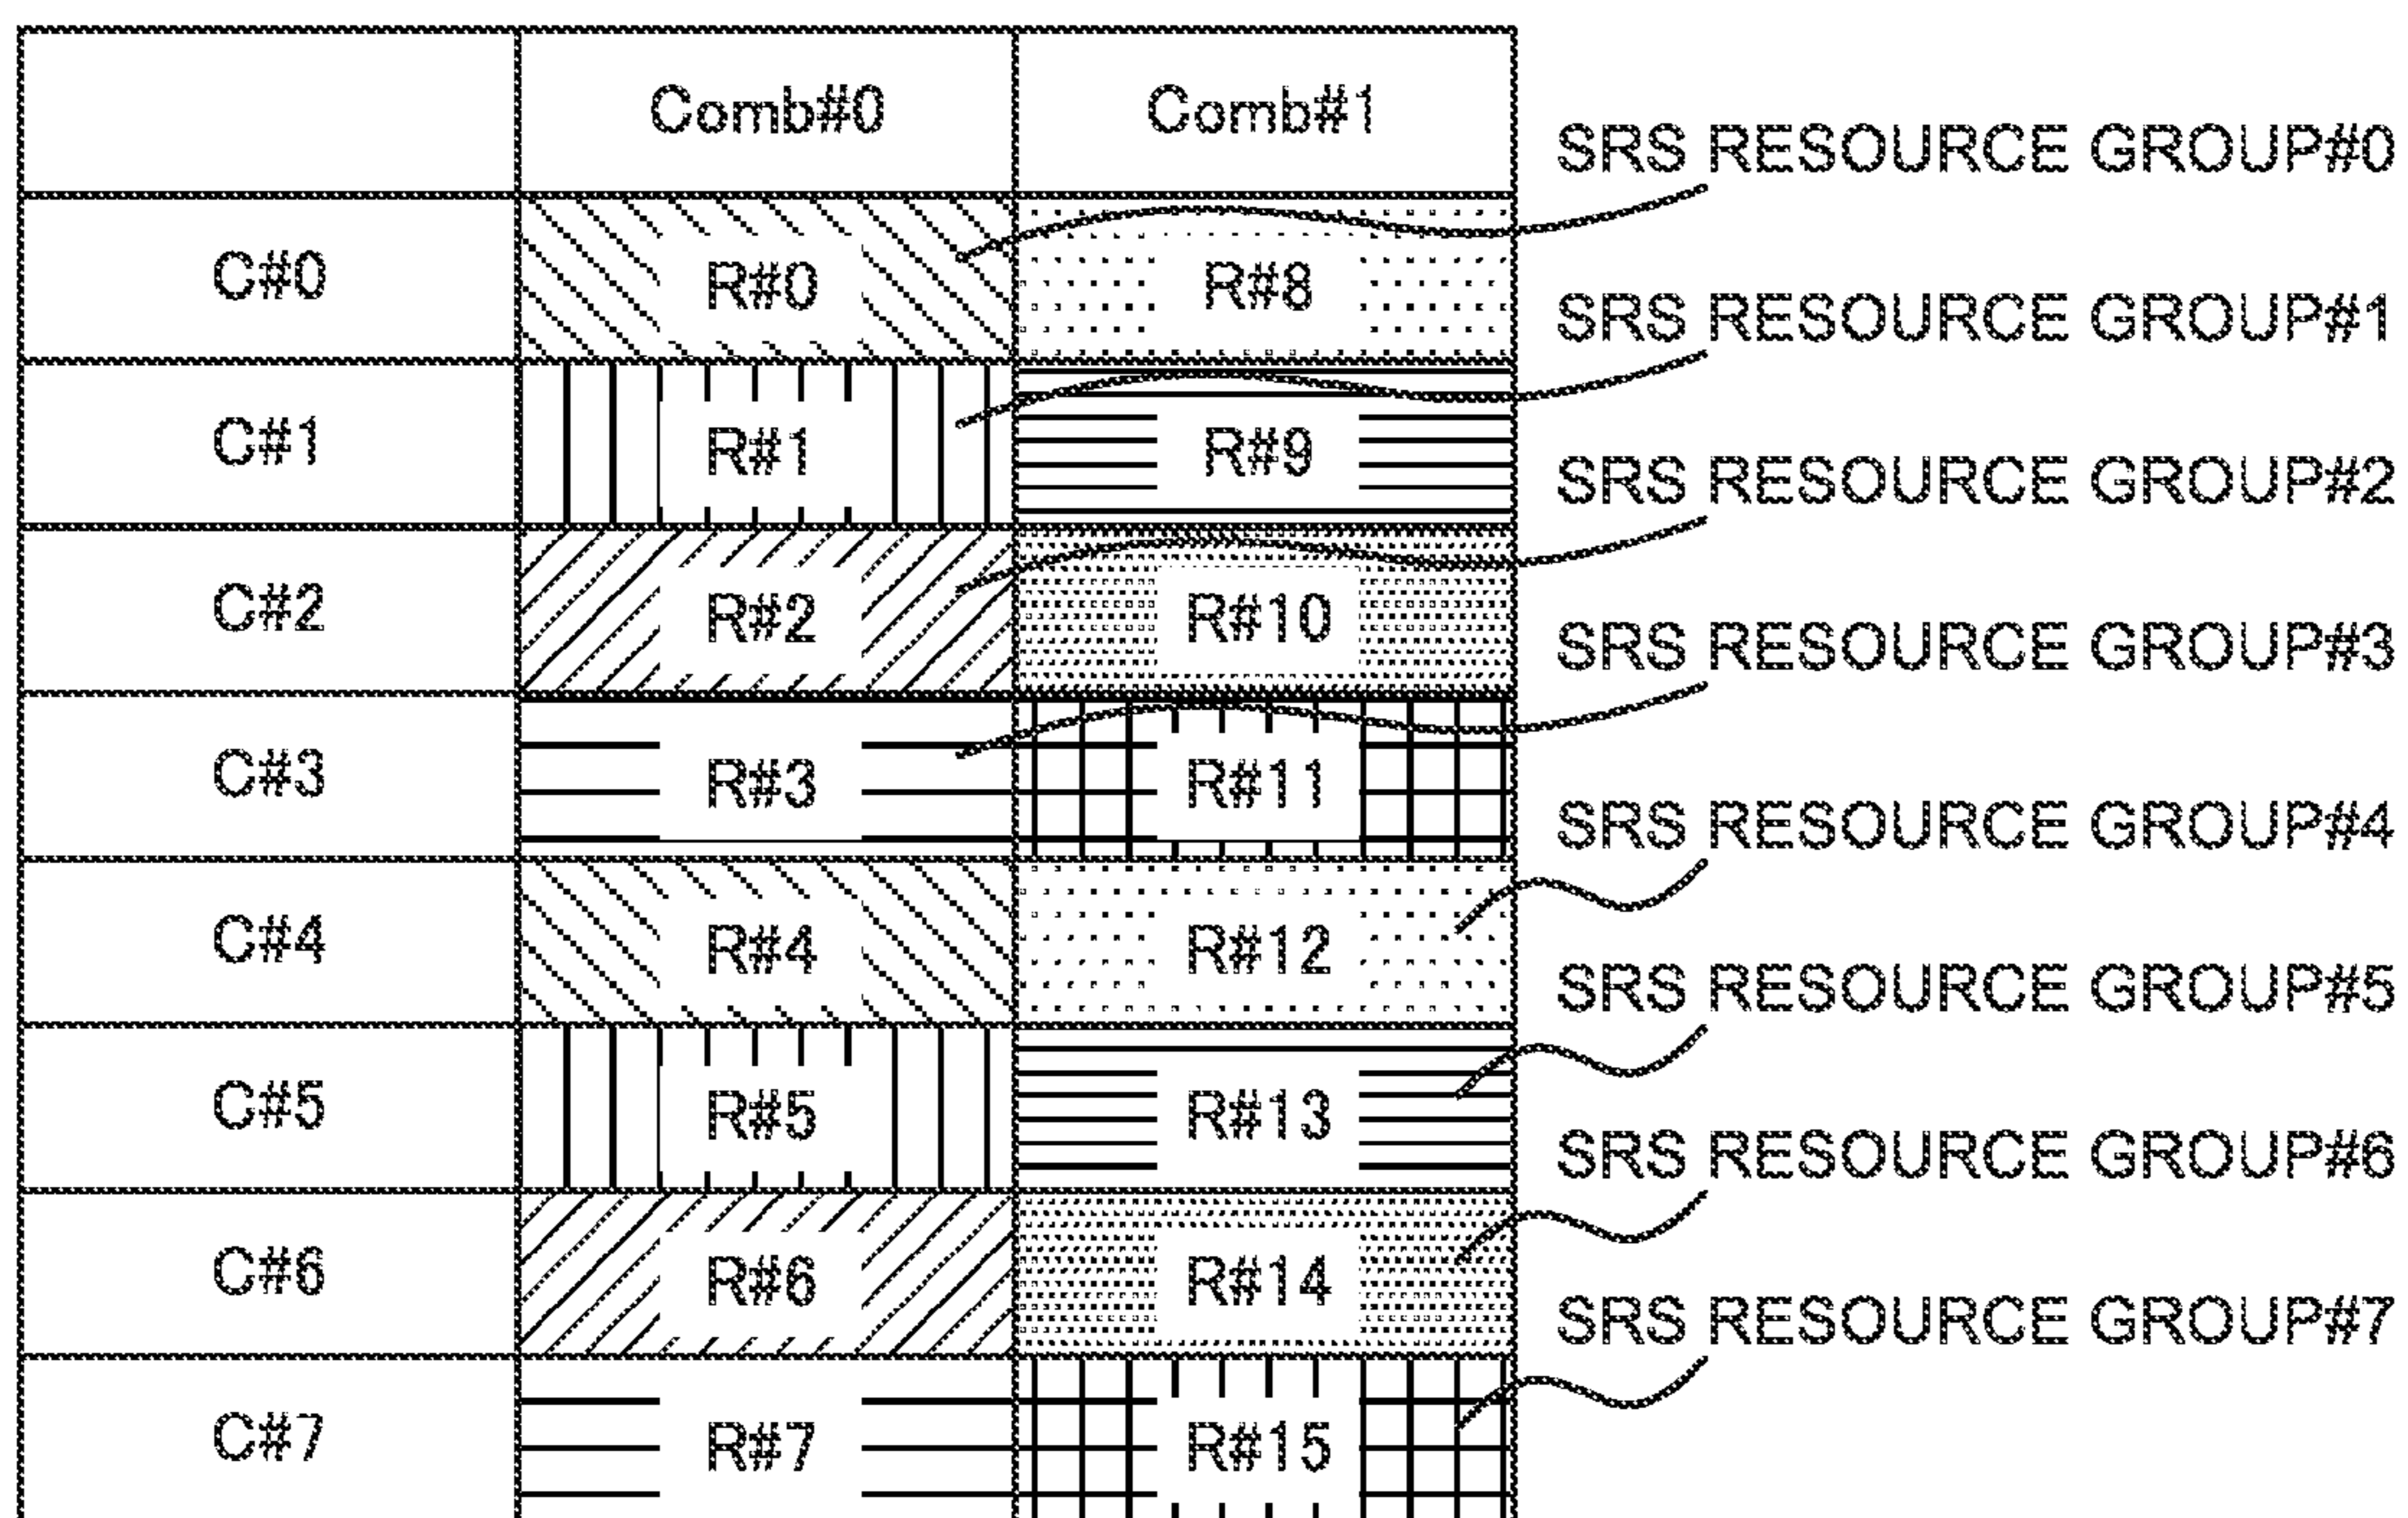 Comb#0 Comb#1
SRS RESOURCE GROUP#0
C#0 R#0 R#8
SRS RESOURCE GROUP#1
C#1 R#1 R#9
SRS RESOURCE GROUP#2
C#2 R#2 R#10
SRS RESOURCE GROUP#3
C#3 R#3 R#11
SRS RESOURCE GROUP#4
C#4 R#4 R#12
SRS RESOURCE GROUP#5
C#5 R#5 R#13
SRS RESOURCE GROUP#6
C#6 R#6 R#14
SRS RESOURCE GROUP#7
C#7 R#7 R#15